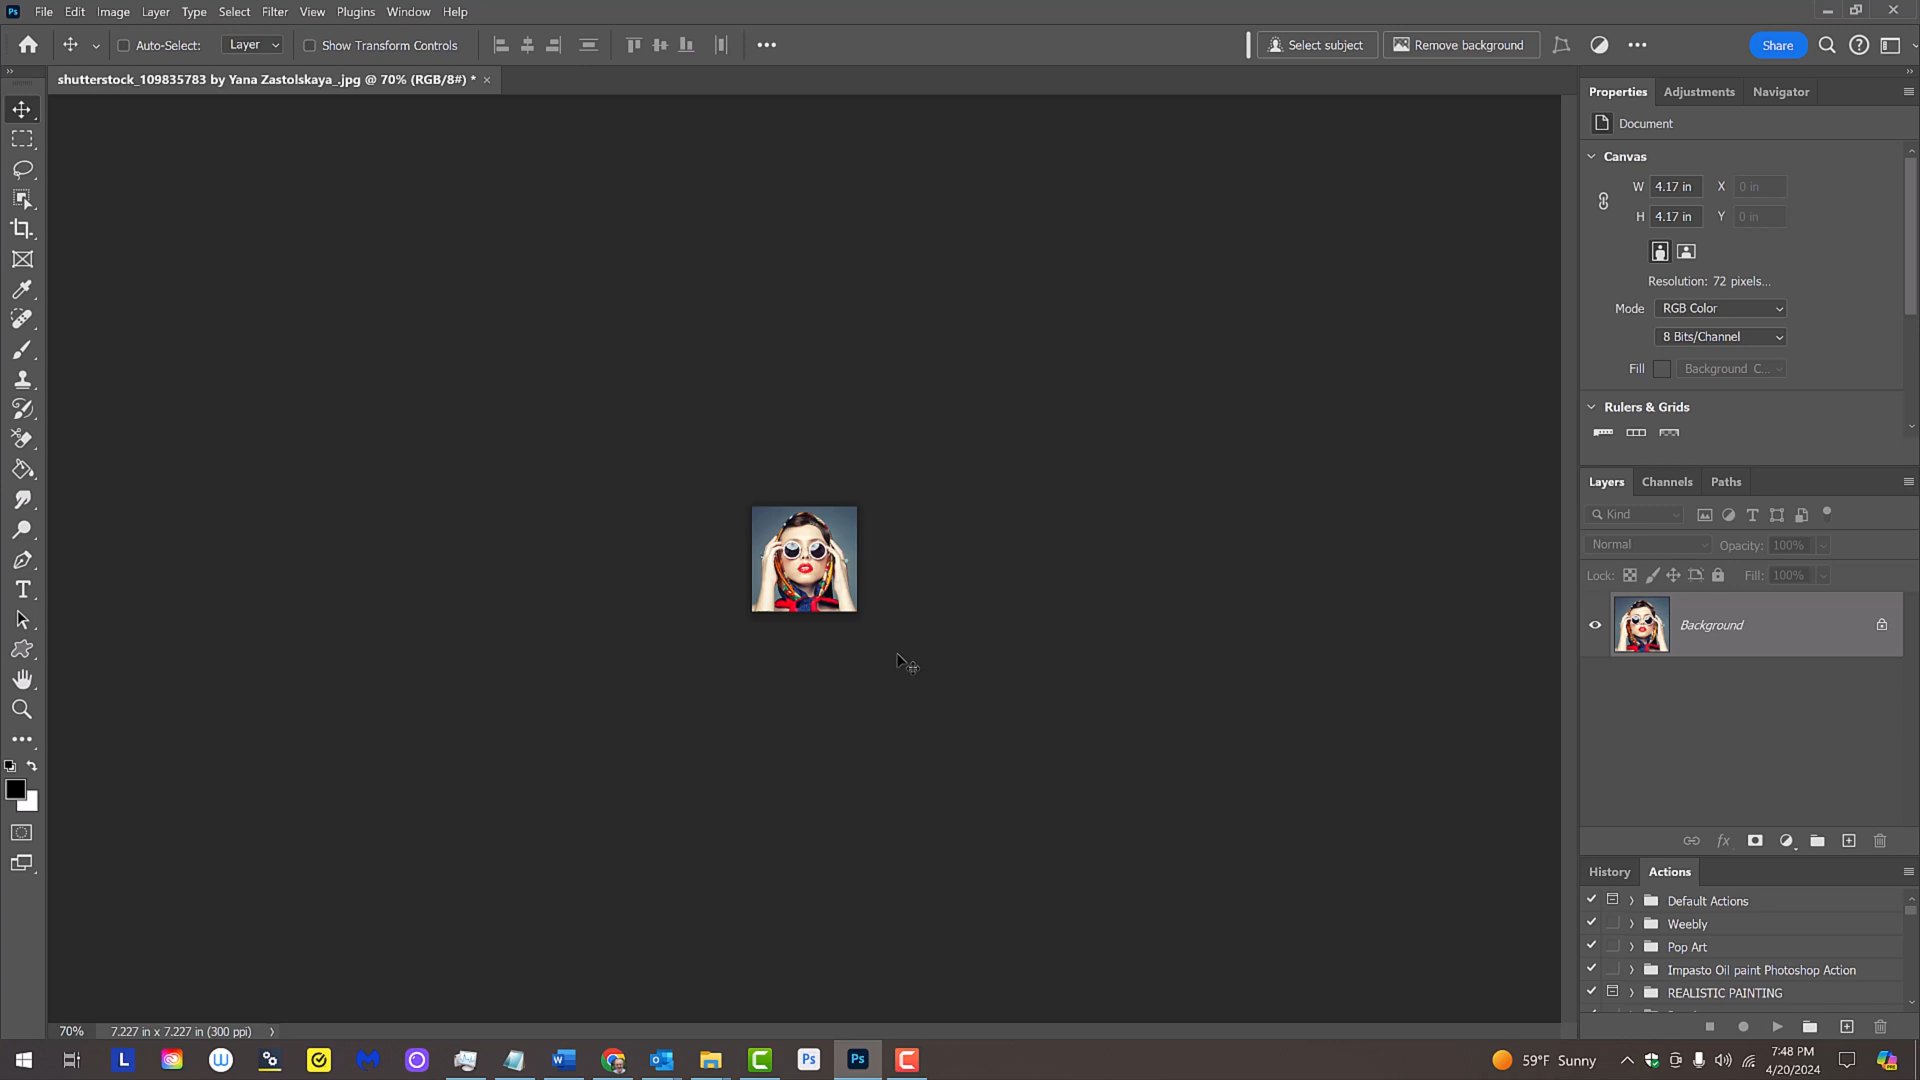 File Edit Image Layer Type Select Filter View Plugins Window Help
Auto-Select: Layer Show Transform Controls Select subject Remove background Share
shutterstock_109835783 by Yana Zastolskaya_.jpg @ 70% (RGB/8#) *
Properties Adjustments Navigator
Document
Canvas
W 4.17 in X 0 in
H 4.17 in Y 0 in
Resolution: 72 pixels...
Mode RGB Color
8 Bits/Channel
Fill Background C...
Rulers & Grids
Layers Channels Paths
Kind
Normal Opacity: 100%
Lock: Fill: 100%
Background
History Actions
Default Actions
Weebly
Pop Art
Impasto Oil paint Photoshop Action
REALISTIC PAINTING
70% 7.227 in x 7.227 in (300 ppi)
59°F Sunny
7:48 PM
4/20/2024